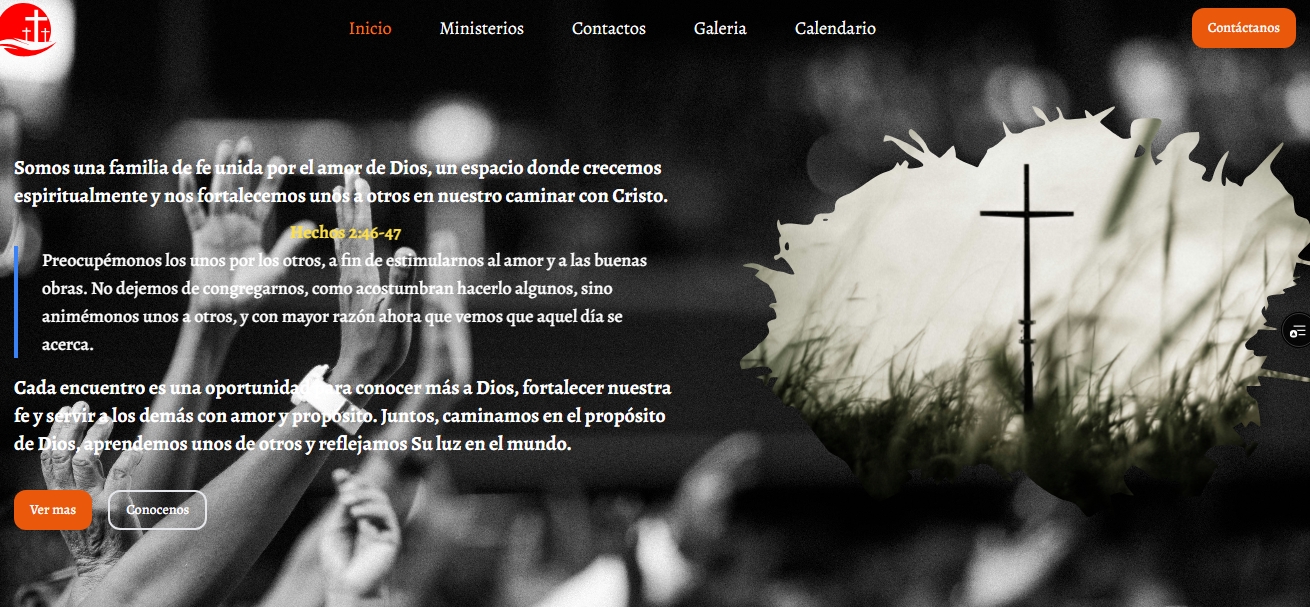 Inicio Ministerios Contactos Galeria Calendario Contáctanos
Somos una familia de fe unida por el amor de Dios, un espacio donde crecemos
espiritualmente y nos fortalecemos unos a otros en nuestro caminar con Cristo.
Hechos 2:46-47
Preocupémonos los unos por los otros, a fin de estimularnos al amor y a las buenas
obras. No dejemos de congregarnos, como acostumbran hacerlo algunos, sino
animémonos unos a otros, y con mayor razón ahora que vemos que aquel día se
acerca.
Cada encuentro es una oportunidad para conocer más a Dios, fortalecer nuestra
fe y servir a los demás con amor y propósito. Juntos, caminamos en el propósito
de Dios, aprendemos unos de otros y reflejamos Su luz en el mundo.
Ver mas Conocenos